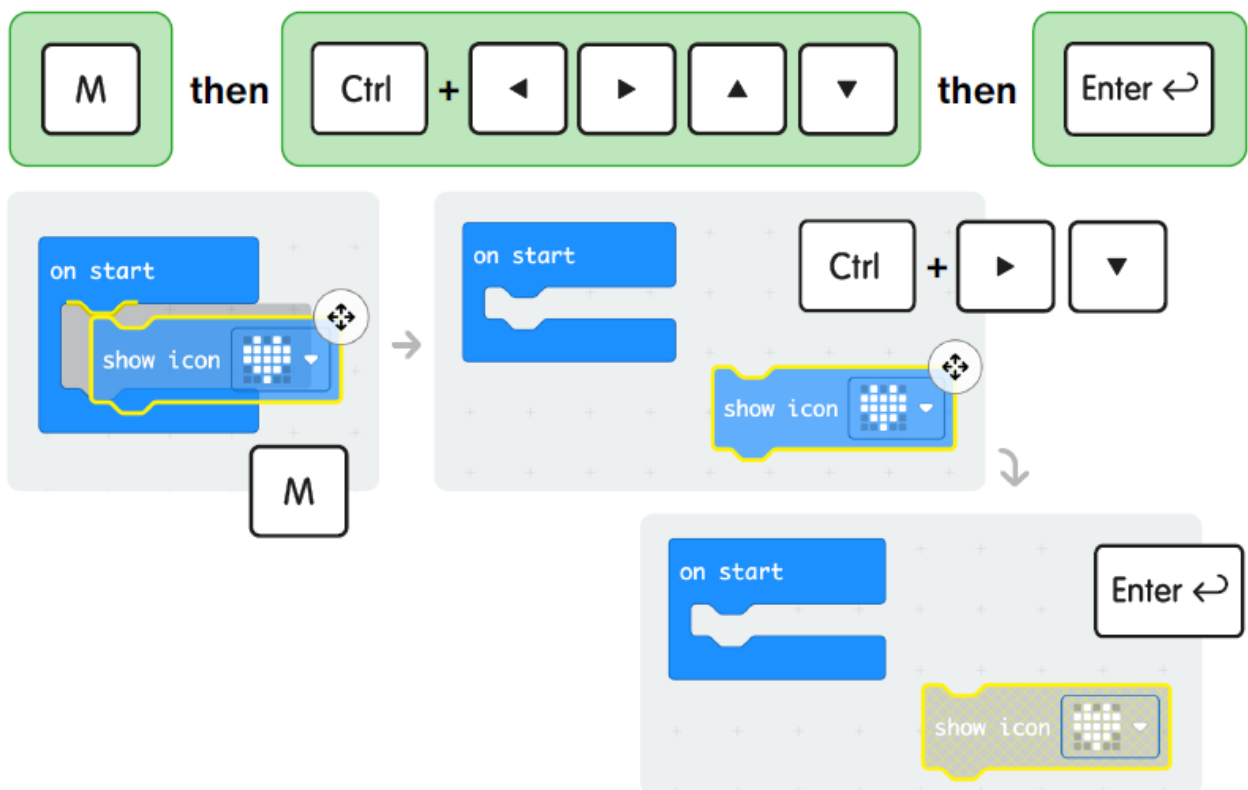 M then Ctrl + ◄ ► ▲ ▼ then Enter ↵
on start
show icon
M
on start
Ctrl + ► ▼
show icon
on start
Enter ↵
show icon